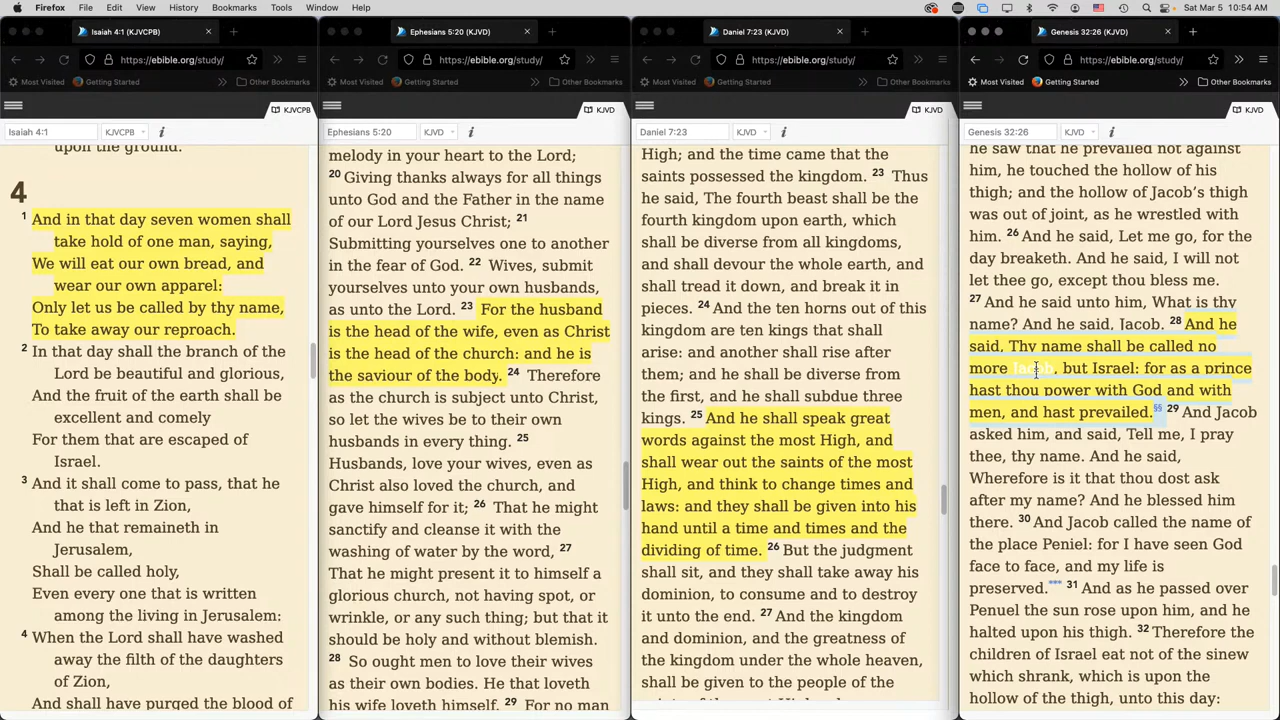 Firefox File Edit View History Bookmarks Tools Window Help Sat Mar 5 10:54 AM
Isaiah 4:1 (KJVCPB)
https://ebible.org/study/
Most Visited Getting Started Other Bookmarks
KJVCPB
Isaiah 4:1 KJVCPB i
upon the ground.
4
1 And in that day seven women shall
take hold of one man, saying,
We will eat our own bread, and
wear our own apparel:
Only let us be called by thy name,
To take away our reproach.
2 In that day shall the branch of the
Lord be beautiful and glorious,
And the fruit of the earth shall be
excellent and comely
For them that are escaped of
Israel.
3 And it shall come to pass, that he
that is left in Zion,
And he that remaineth in
Jerusalem,
Shall be called holy,
Even every one that is written
among the living in Jerusalem:
4 When the Lord shall have washed
away the filth of the daughters
of Zion,
And shall have purged the blood of
Ephesians 5:20 (KJVD)
https://ebible.org/study/
Most Visited Getting Started Other Bookmarks
KJVD
Ephesians 5:20 KJVD i
melody in your heart to the Lord;
20 Giving thanks always for all things
unto God and the Father in the name
of our Lord Jesus Christ; 21
Submitting yourselves one to another
in the fear of God. 22 Wives, submit
yourselves unto your own husbands,
as unto the Lord. 23 For the husband
is the head of the wife, even as Christ
is the head of the church: and he is
the saviour of the body. 24 Therefore
as the church is subject unto Christ,
so let the wives be to their own
husbands in every thing. 25
Husbands, love your wives, even as
Christ also loved the church, and
gave himself for it; 26 That he might
sanctify and cleanse it with the
washing of water by the word, 27
That he might present it to himself a
glorious church, not having spot, or
wrinkle, or any such thing; but that it
should be holy and without blemish.
28 So ought men to love their wives
as their own bodies. He that loveth
his wife loveth himself. 29 For no man
Daniel 7:23 (KJVD)
https://ebible.org/study/
Most Visited Getting Started Other Bookmarks
KJVD
Daniel 7:23 KJVD i
High; and the time came that the
saints possessed the kingdom. 23 Thus
he said, The fourth beast shall be the
fourth kingdom upon earth, which
shall be diverse from all kingdoms,
and shall devour the whole earth, and
shall tread it down, and break it in
pieces. 24 And the ten horns out of this
kingdom are ten kings that shall
arise: and another shall rise after
them; and he shall be diverse from
the first, and he shall subdue three
kings. 25 And he shall speak great
words against the most High, and
shall wear out the saints of the most
High, and think to change times and
laws: and they shall be given into his
hand until a time and times and the
dividing of time. 26 But the judgment
shall sit, and they shall take away his
dominion, to consume and to destroy
it unto the end. 27 And the kingdom
and dominion, and the greatness of
the kingdom under the whole heaven,
shall be given to the people of the
Genesis 32:26 (KJVD)
https://ebible.org/study/
Most Visited Getting Started Other Bookmarks
KJVD
Genesis 32:26 KJVD i
he saw that he prevailed not against
him, he touched the hollow of his
thigh; and the hollow of Jacob’s thigh
was out of joint, as he wrestled with
him. 26 And he said, Let me go, for the
day breaketh. And he said, I will not
let thee go, except thou bless me.
27 And he said unto him, What is thy
name? And he said, Jacob. 28 And he
said, Thy name shall be called no
more Jacob, but Israel: for as a prince
hast thou power with God and with
men, and hast prevailed.§§ 29 And Jacob
asked him, and said, Tell me, I pray
thee, thy name. And he said,
Wherefore is it that thou dost ask
after my name? And he blessed him
there. 30 And Jacob called the name of
the place Peniel: for I have seen God
face to face, and my life is
preserved.*** 31 And as he passed over
Penuel the sun rose upon him, and he
halted upon his thigh. 32 Therefore the
children of Israel eat not of the sinew
which shrank, which is upon the
hollow of the thigh, unto this day: